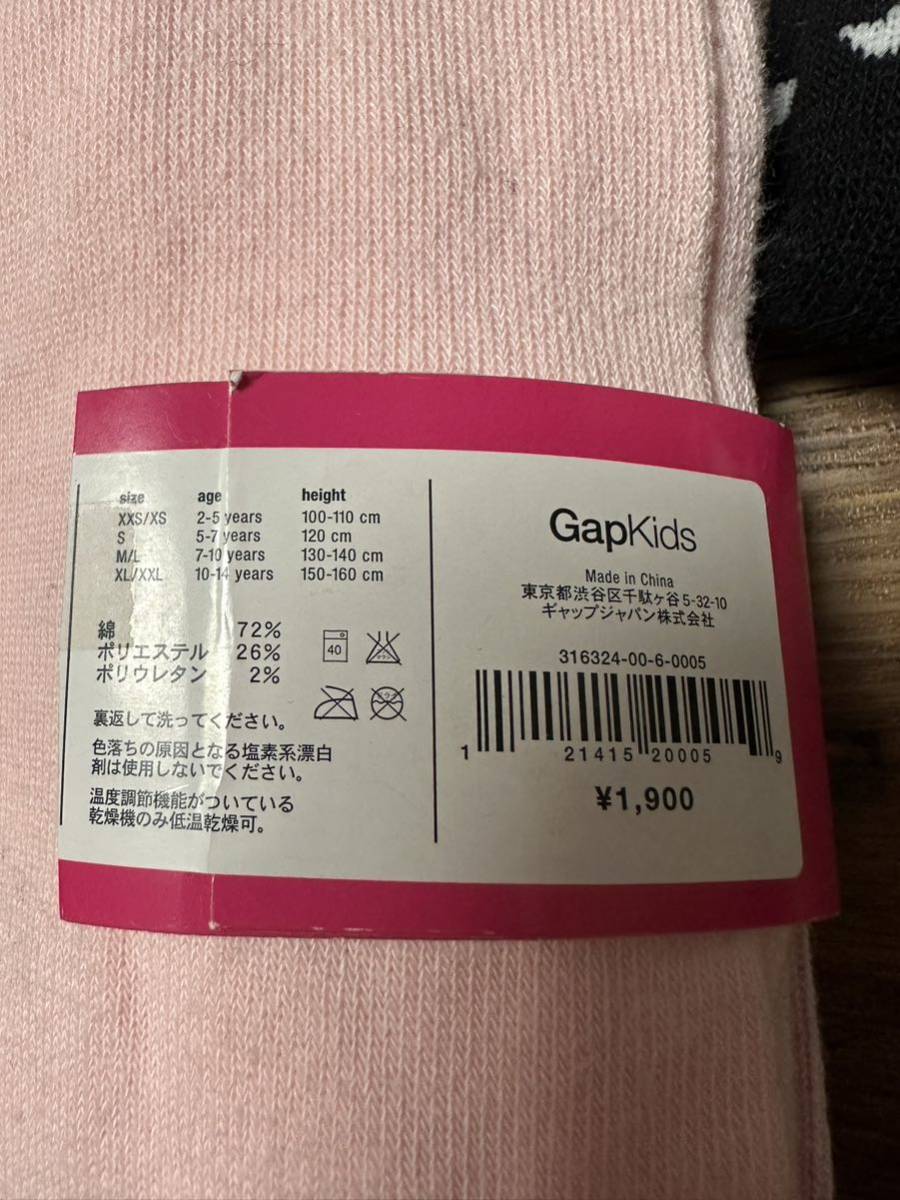 size age height
XXS/XS 2-5 years 100-110 cm
S 5-7 years 120 cm
M/L 7-10 years 130-140 cm
XL/XXL 10-14 years 150-160 cm
綿 72%
ポリエステル 26%
ポリウレタン 2%
40
裏返して洗ってください。
色落ちの原因となる塩素系漂白
剤は使用しないでください。
温度調節機能がついている
乾燥機のみ低温乾燥可。
GapKids
Made in China
東京都渋谷区千駄ヶ谷5-32-10
ギャップジャパン株式会社
316324-00-6-0005
1 21415 20005 9
¥1,900